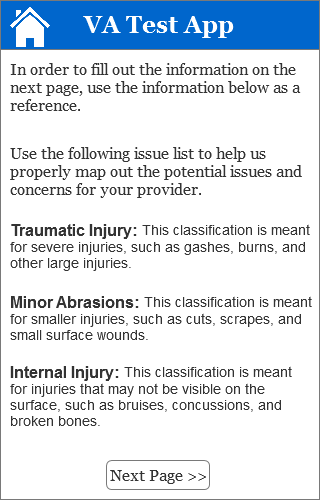 VA Test App
In order to fill out the information on the
next page, use the information below as a
reference.
Use the following issue list to help us
properly map out the potential issues and
concerns for your provider.
Traumatic Injury: This classification is meant
for severe injuries, such as gashes, burns, and
other large injuries.
Minor Abrasions: This classification is meant
for smaller injuries, such as cuts, scrapes, and
small surface wounds.
Internal Injury: This classification is meant
for injuries that may not be visible on the
surface, such as bruises, concussions, and
broken bones.
Next Page >>